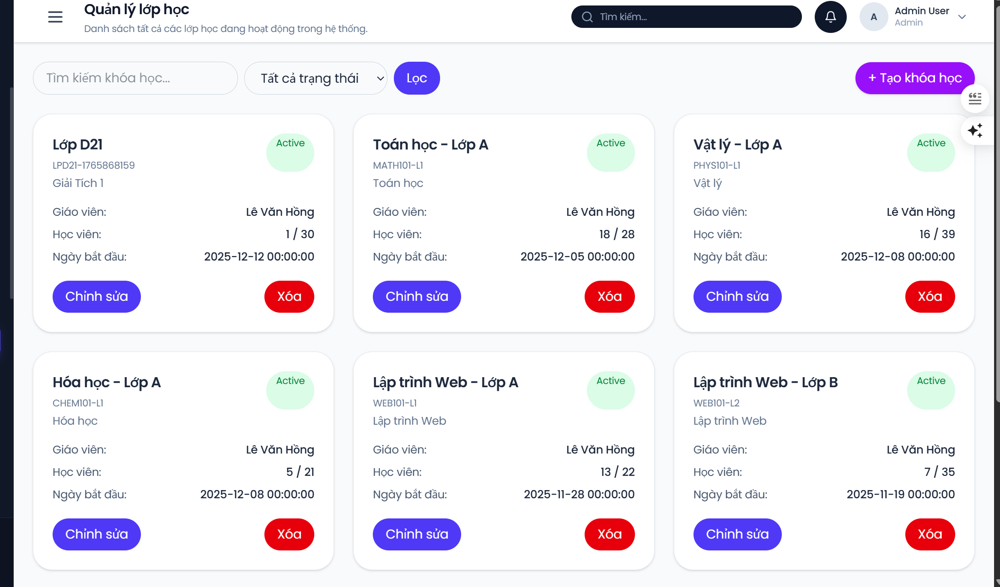 Quản lý lớp học
Danh sách tất cả các lớp học đang hoạt động trong hệ thống.
Tìm kiếm...
A
Admin User
Admin
Tìm kiếm khóa học...
Tất cả trạng thái
Lọc
+ Tạo khóa học
Lớp D21
Active
LPD21-1765868159
Giải Tích 1
Giáo viên: Lê Văn Hồng
Học viên: 1 / 30
Ngày bắt đầu: 2025-12-12 00:00:00
Chỉnh sửa
Xóa
Toán học - Lớp A
Active
MATH101-L1
Toán học
Giáo viên: Lê Văn Hồng
Học viên: 18 / 28
Ngày bắt đầu: 2025-12-05 00:00:00
Chỉnh sửa
Xóa
Vật lý - Lớp A
Active
PHYS101-L1
Vật lý
Giáo viên: Lê Văn Hồng
Học viên: 16 / 39
Ngày bắt đầu: 2025-12-08 00:00:00
Chỉnh sửa
Xóa
Hóa học - Lớp A
Active
CHEM101-L1
Hóa học
Giáo viên: Lê Văn Hồng
Học viên: 5 / 21
Ngày bắt đầu: 2025-12-08 00:00:00
Chỉnh sửa
Xóa
Lập trình Web - Lớp A
Active
WEB101-L1
Lập trình Web
Giáo viên: Lê Văn Hồng
Học viên: 13 / 22
Ngày bắt đầu: 2025-11-28 00:00:00
Chỉnh sửa
Xóa
Lập trình Web - Lớp B
Active
WEB101-L2
Lập trình Web
Giáo viên: Lê Văn Hồng
Học viên: 7 / 35
Ngày bắt đầu: 2025-11-19 00:00:00
Chỉnh sửa
Xóa